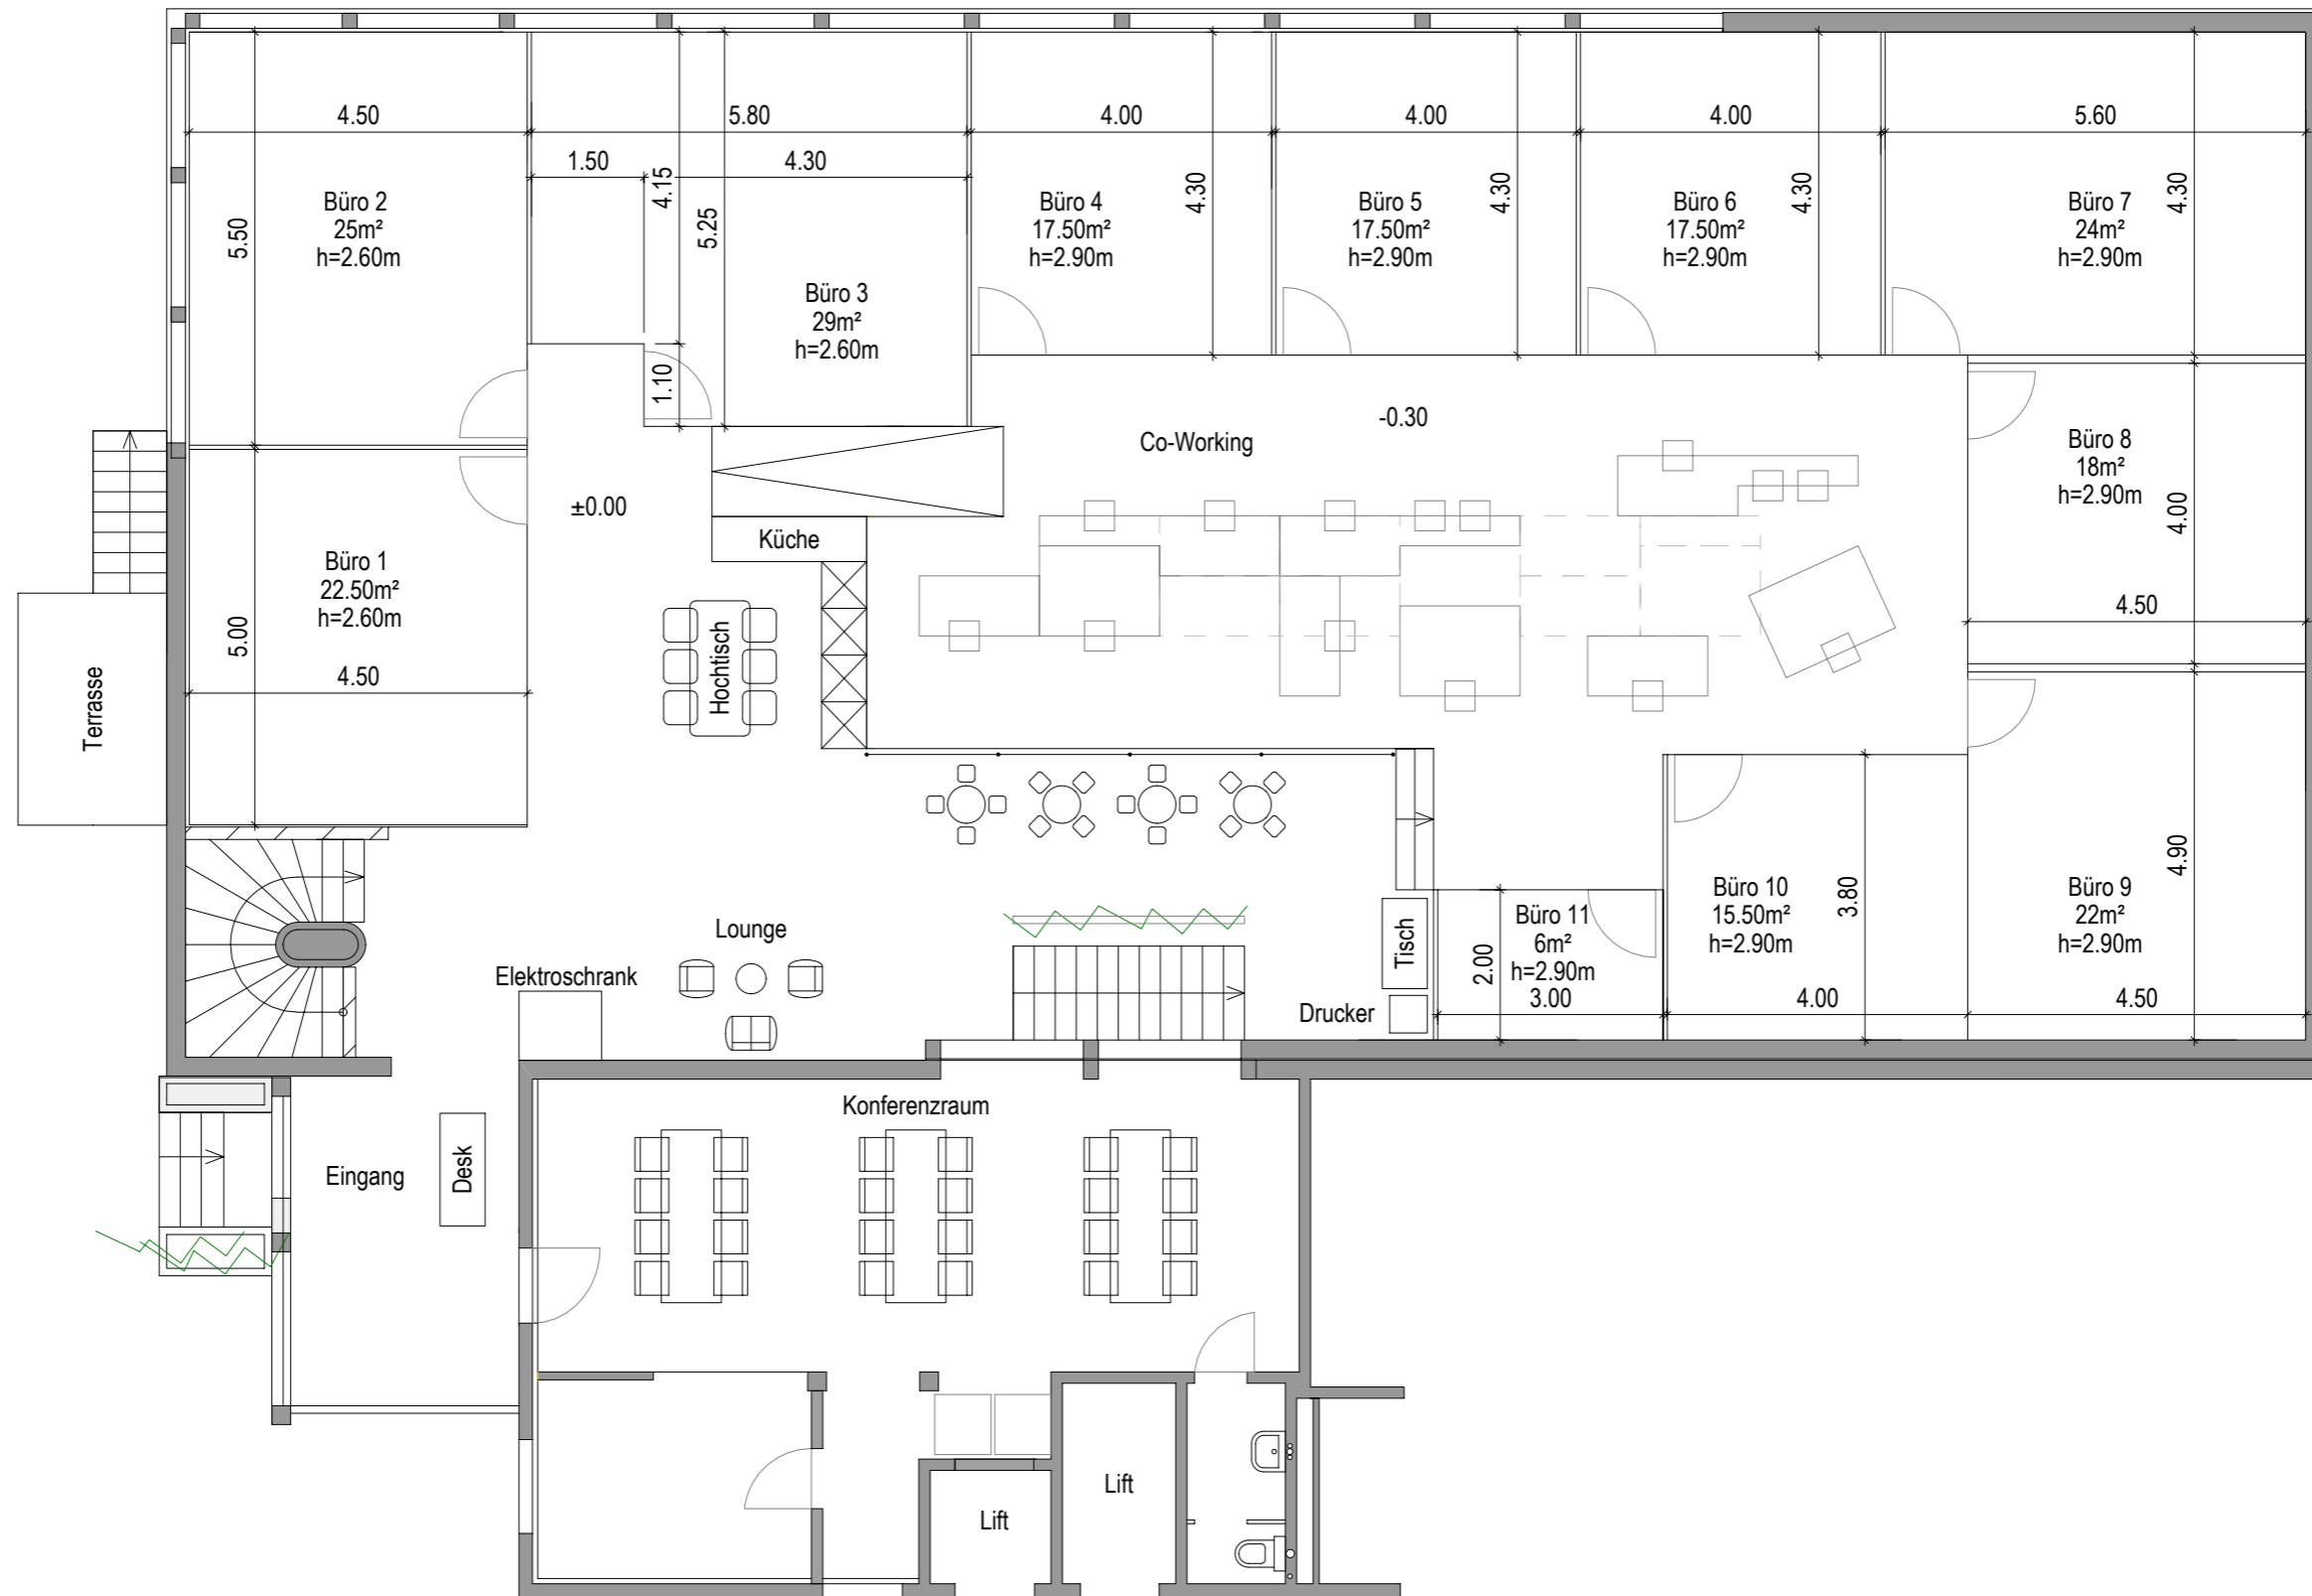 4.50
5.80
4.00
4.00
4.00
5.60
1.50
4.30
4.15
5.25
4.30
4.30
4.30
4.30
5.50
Büro 2
25m²
h=2.60m
Büro 3
29m²
h=2.60m
Büro 4
17.50m²
h=2.90m
Büro 5
17.50m²
h=2.90m
Büro 6
17.50m²
h=2.90m
Büro 7
24m²
h=2.90m
1.10
-0.30
Co-Working
Büro 8
18m²
h=2.90m
4.00
4.50
±0.00
Küche
Büro 1
22.50m²
h=2.60m
5.00
4.50
Hochtisch
Terrasse
4.90
3.80
Büro 9
22m²
h=2.90m
4.50
Büro 10
15.50m²
h=2.90m
4.00
Büro 11
6m²
h=2.90m
3.00
2.00
Tisch
Drucker
Lounge
Elektroschrank
Konferenzraum
Eingang
Desk
Lift
Lift